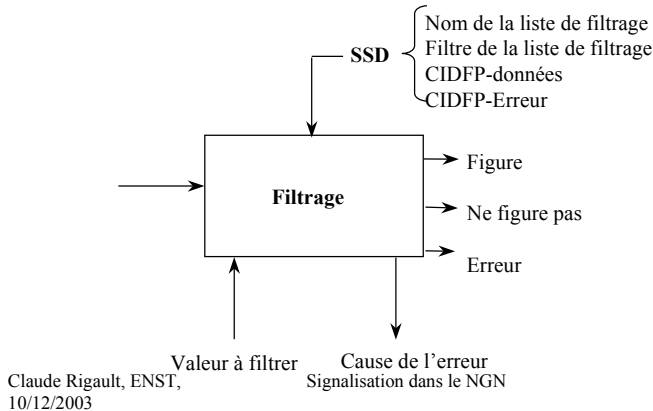 Nom de la liste de filtrage
Filtre de la liste de filtrage
SSD
CIDFP-données
CIDFP-Erreur
Figure
Filtrage
Ne figure pas
Erreur
Valeur à filtrer
Cause de l’erreur
Claude Rigault, ENST,
Signalisation dans le NGN
10/12/2003